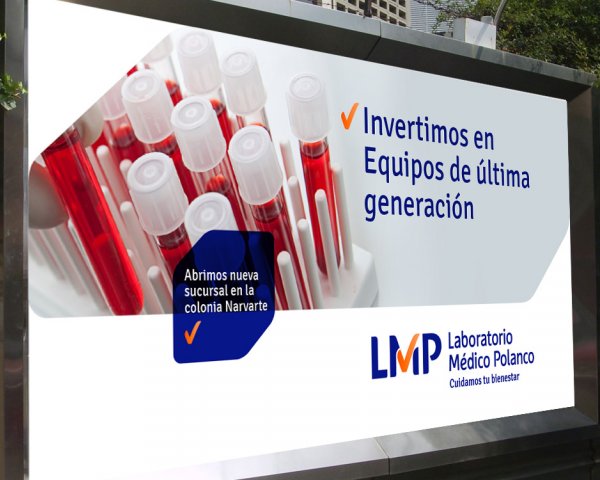 Invertimos en
Equipos de última
generación
Abrimos nueva
sucursal en la
colonia Narvarte
LMP
Laboratorio
Médico Polanco
Cuidamos tu bienestar